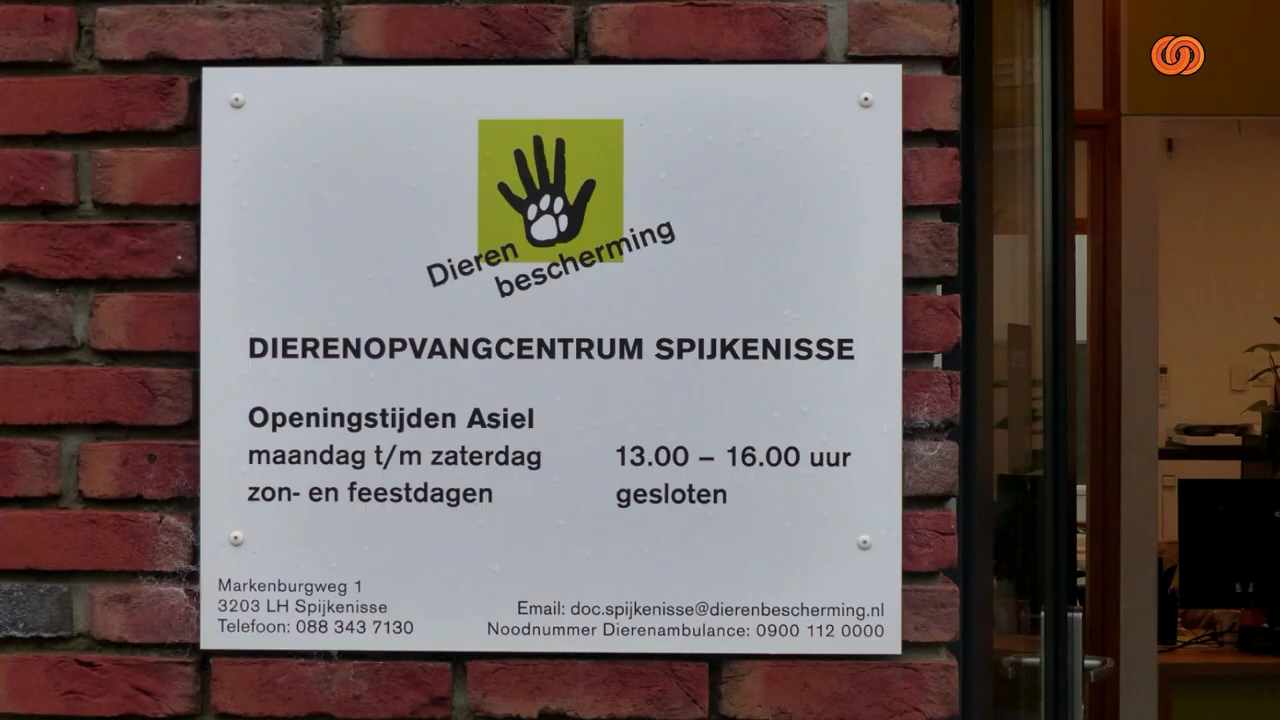 Dieren
bescherming
DIERENOPVANGCENTRUM SPIJKENISSE
Openingstijden Asiel
maandag t/m zaterdag 13.00 – 16.00 uur
zon- en feestdagen gesloten
Markenburgweg 1
3203 LH Spijkenisse
Telefoon: 088 343 7130
Email: doc.spijkenisse@dierenbescherming.nl
Noodnummer Dierenambulance: 0900 112 0000